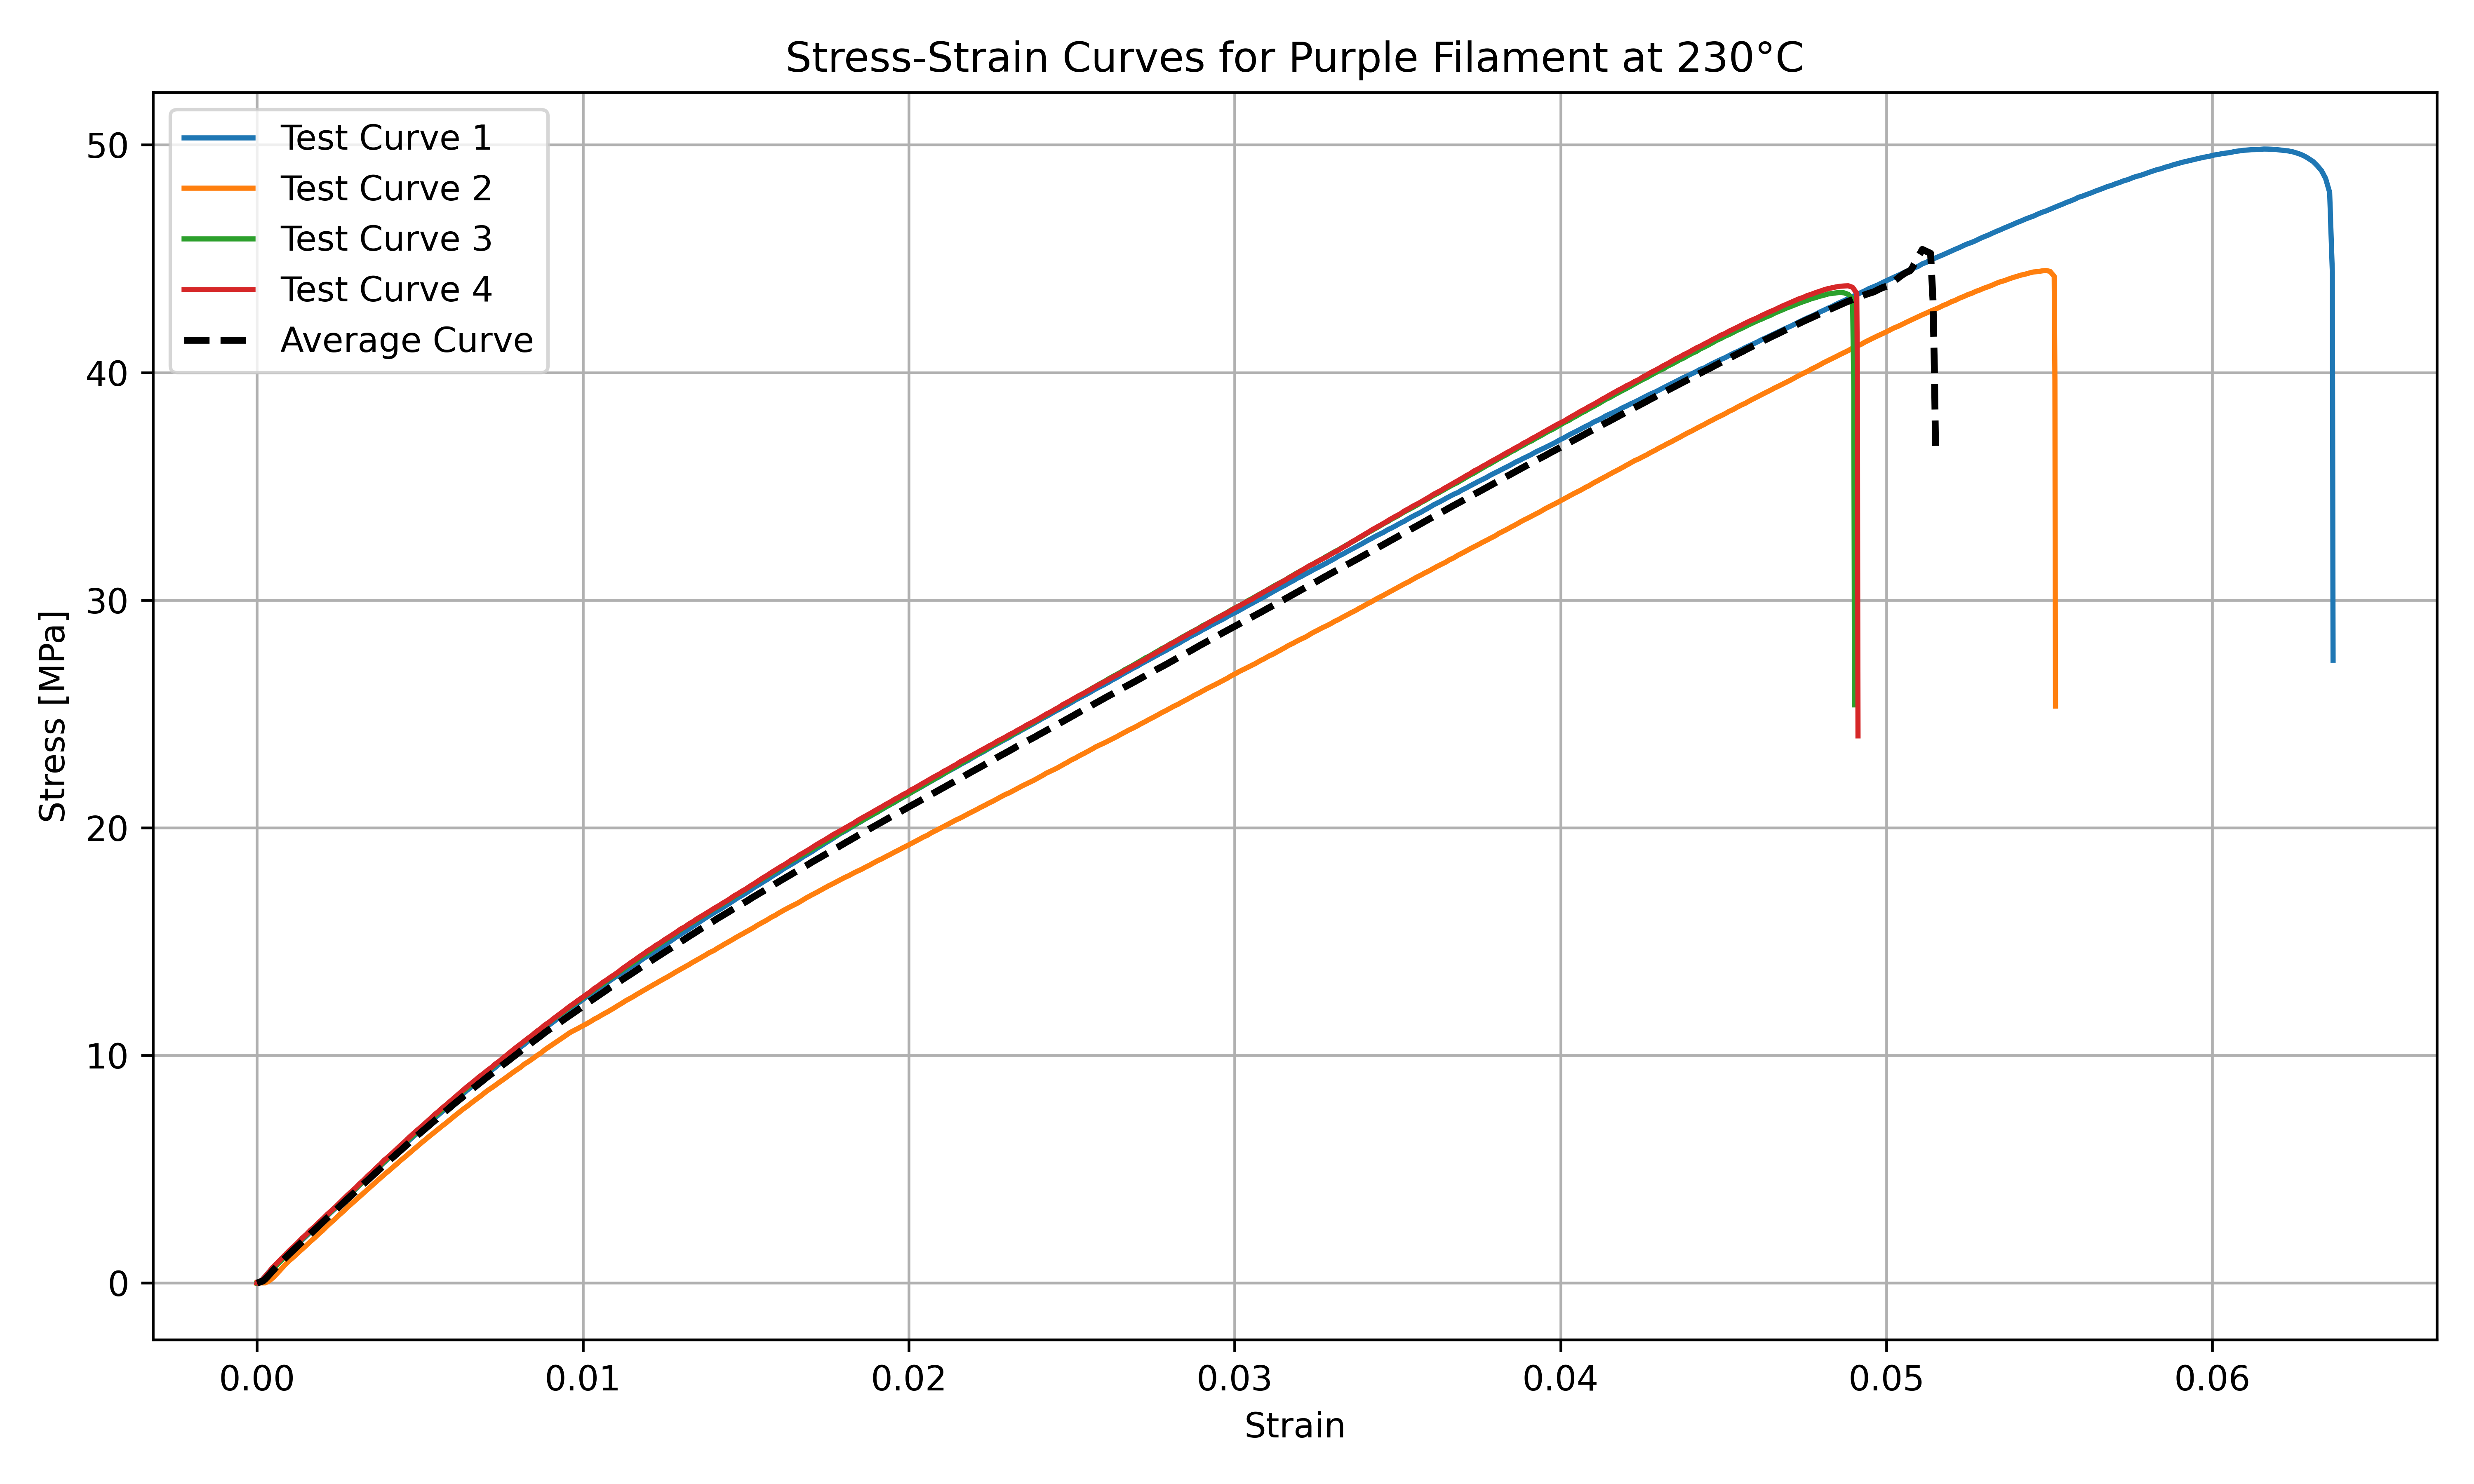 Stress-Strain Curves for Purple Filament at 230°C
Test Curve 1
Test Curve 2
Test Curve 3
Test Curve 4
Average Curve
Stress [MPa]
50
40
30
20
10
0
0.00 0.01 0.02 0.03 0.04 0.05 0.06
Strain